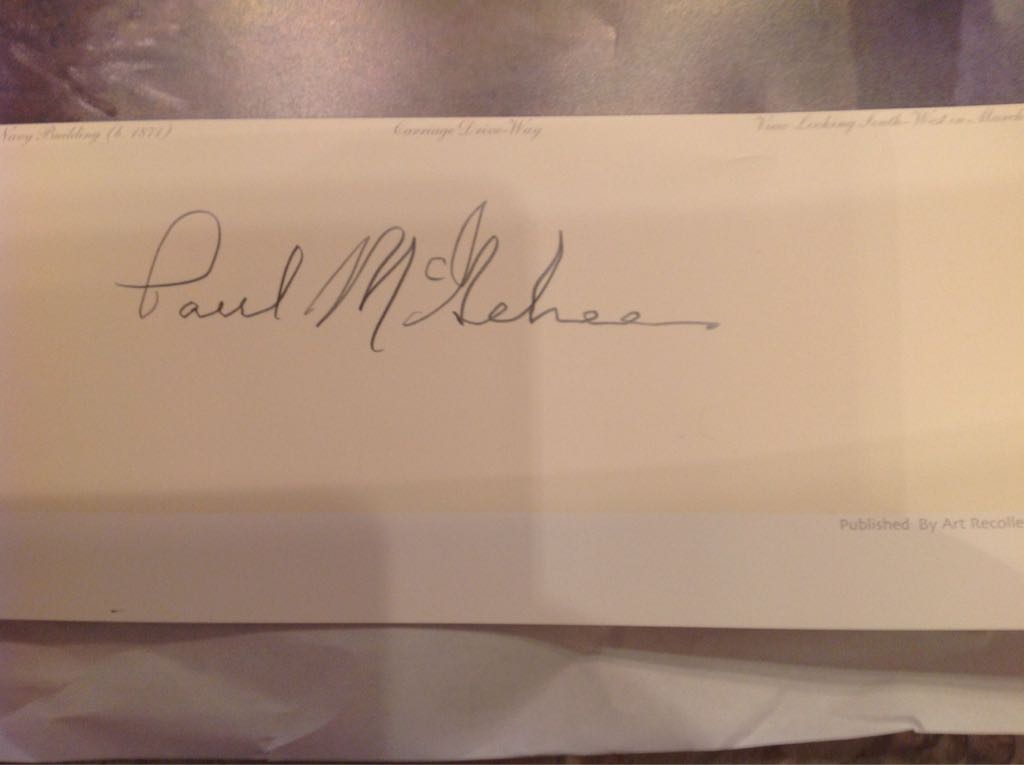 Navy Building (b. 1871) Carriage Drive-Way View Looking South-West in March
Paul McGehee
Published By Art Recolle